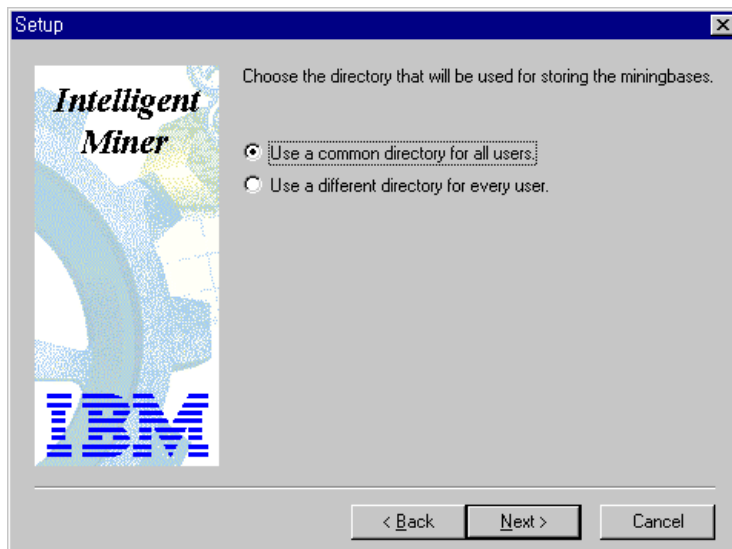 Setup
Intelligent
Miner
IBM
Choose the directory that will be used for storing the miningbases.
Use a common directory for all users.
Use a different directory for every user.
< Back
Next >
Cancel